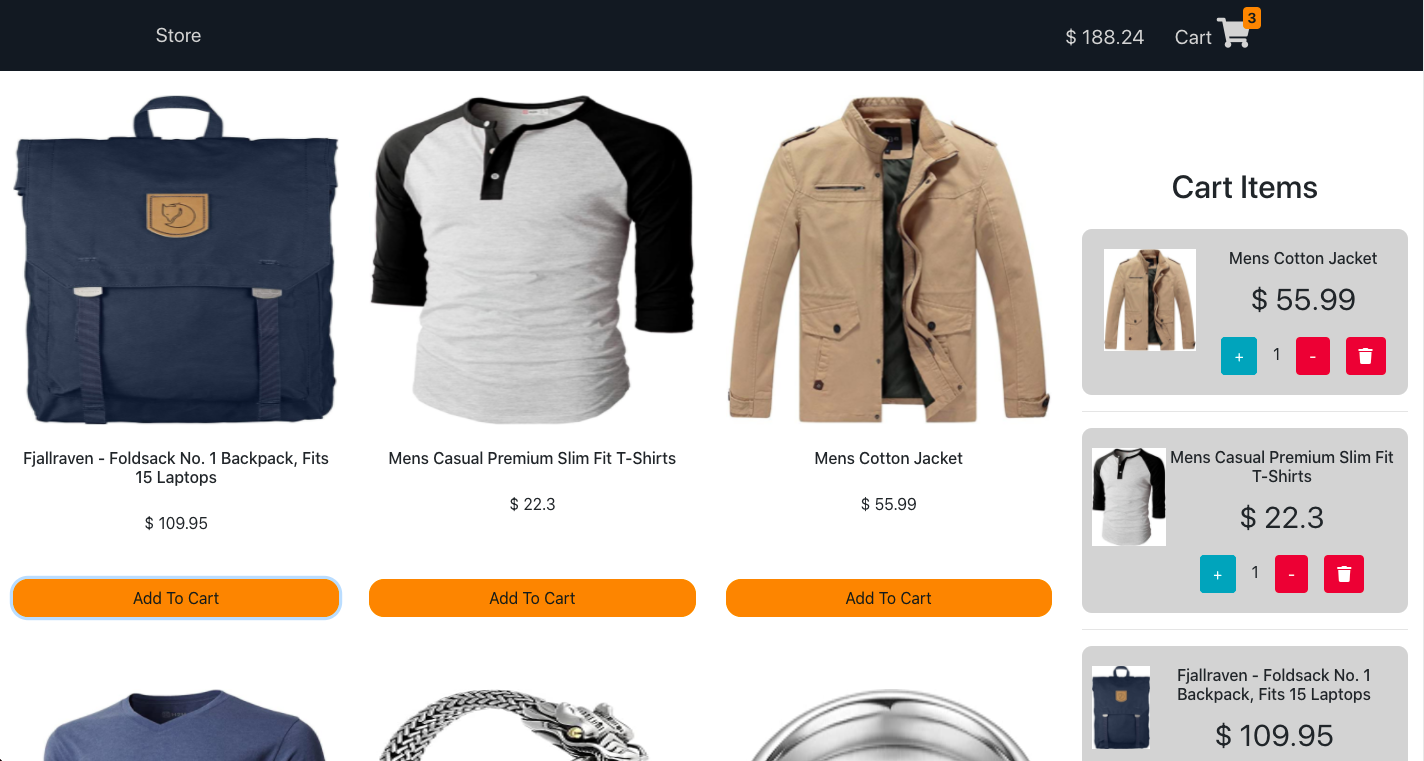 Store
$ 188.24
Cart
3
Fjallraven - Foldsack No. 1 Backpack, Fits
15 Laptops
$ 109.95
Add To Cart
Mens Casual Premium Slim Fit T-Shirts
$ 22.3
Add To Cart
Mens Cotton Jacket
$ 55.99
Add To Cart
Cart Items
Mens Cotton Jacket
$ 55.99
+ 1 -
Mens Casual Premium Slim Fit
T-Shirts
$ 22.3
+ 1 -
Fjallraven - Foldsack No. 1
Backpack, Fits 15 Laptops
$ 109.95